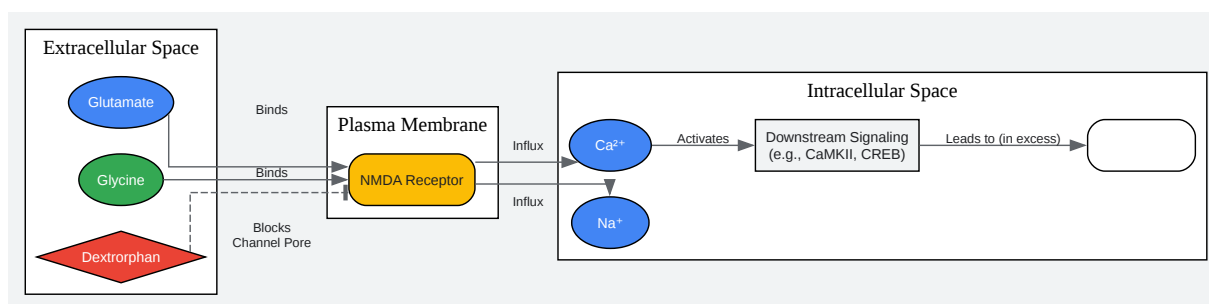 Extracellular Space
Glutamate
Glycine
Dextrorphan
Binds
Binds
Blocks
Channel Pore
Plasma Membrane
NMDA Receptor
Influx
Influx
Intracellular Space
Ca²⁺
Na⁺
Activates
Downstream Signaling
(e.g., CaMKII, CREB)
Leads to (in excess)